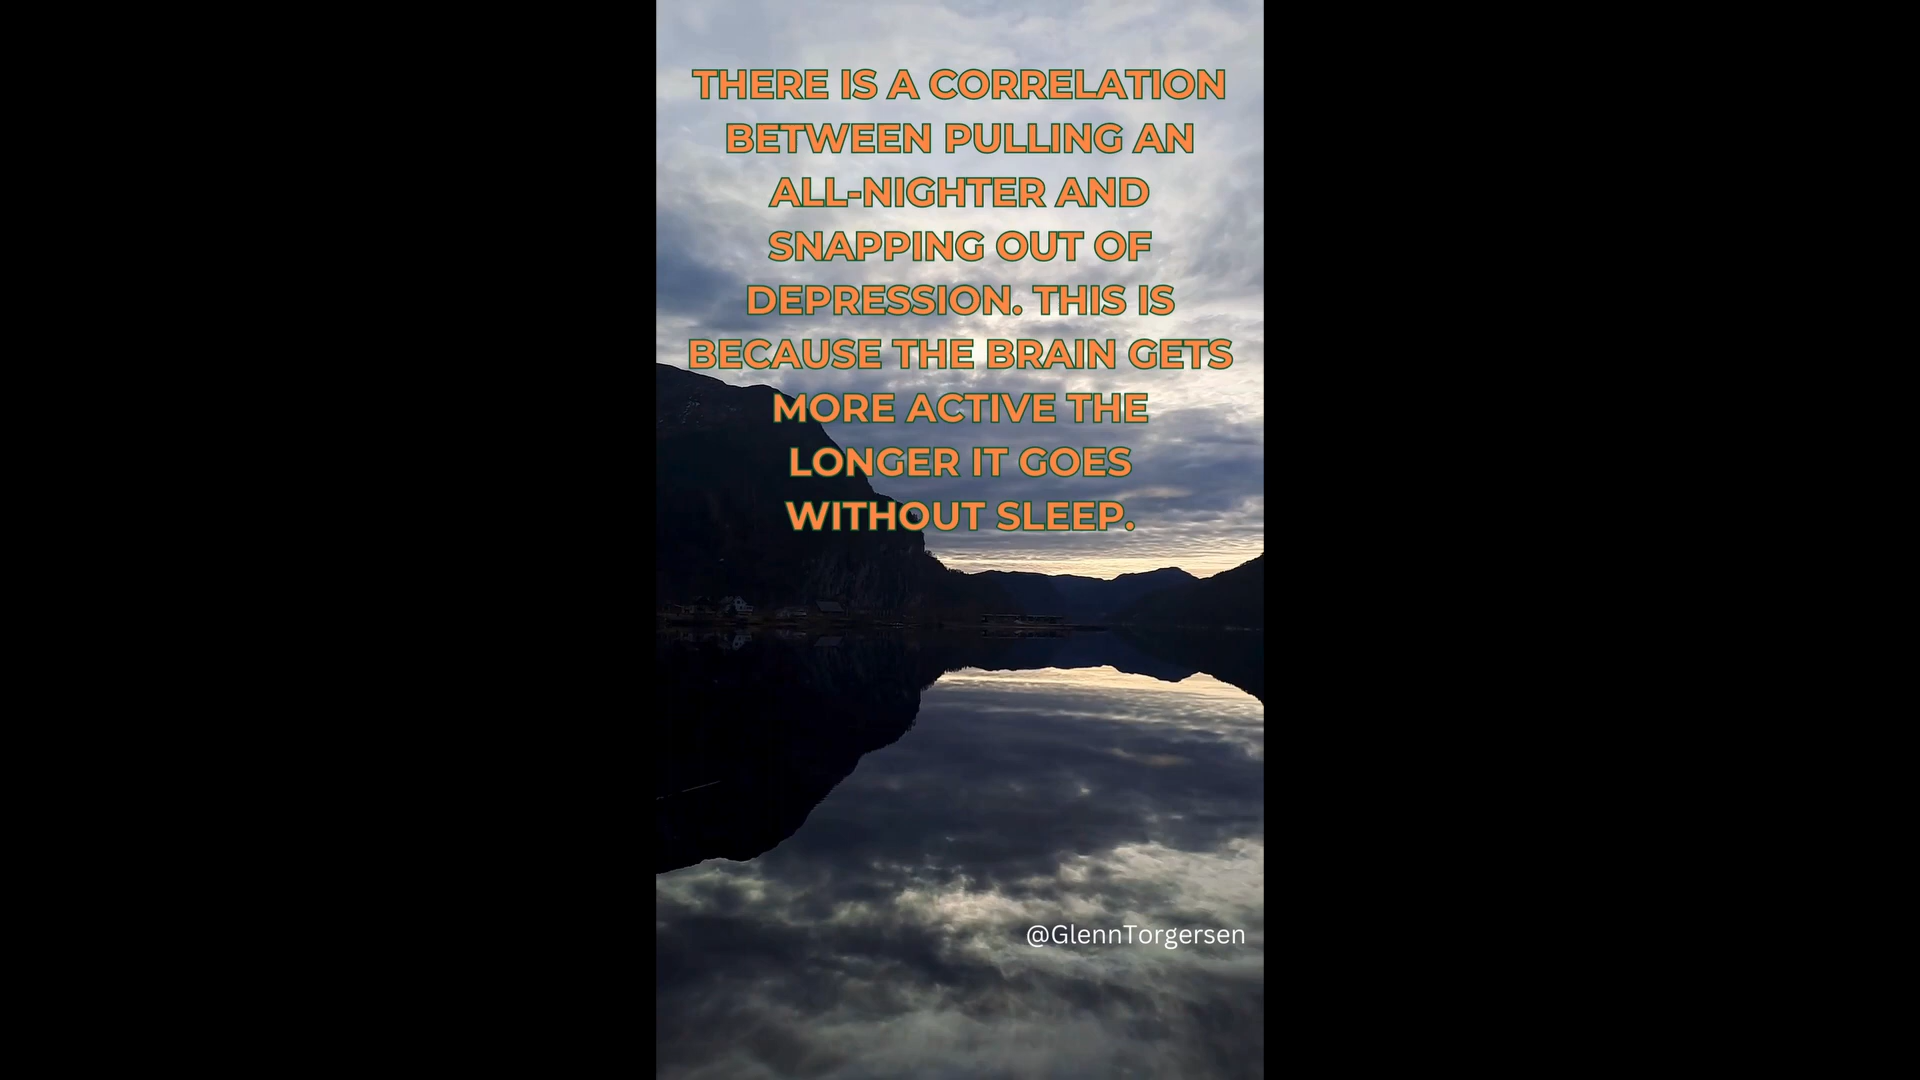 THERE IS A CORRELATION
BETWEEN PULLING AN
ALL-NIGHTER AND
SNAPPING OUT OF
DEPRESSION. THIS IS
BECAUSE THE BRAIN GETS
MORE ACTIVE THE
LONGER IT GOES
WITHOUT SLEEP.
@GlennTorgersen